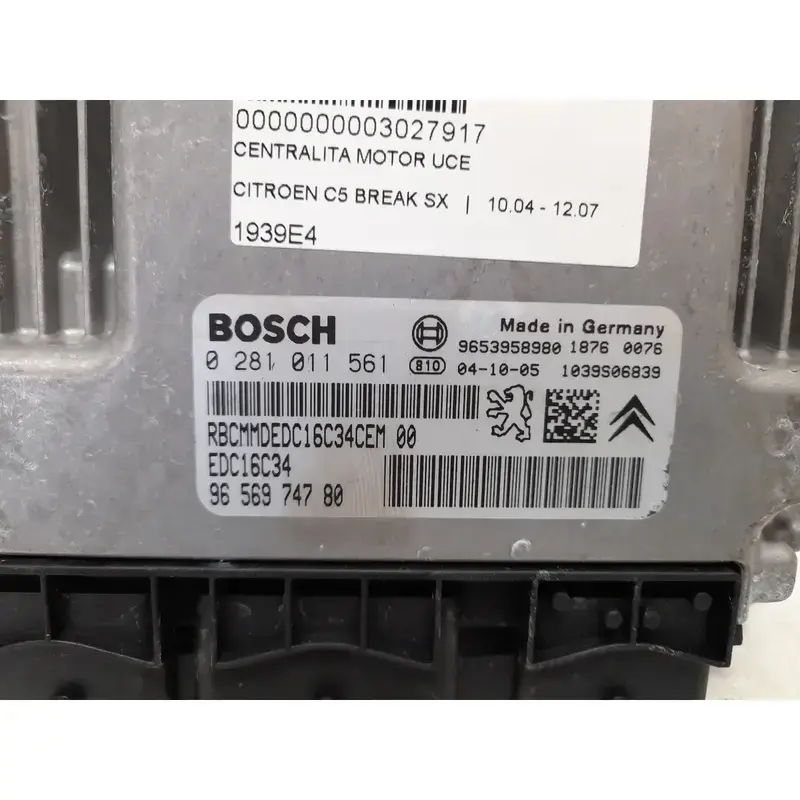 0000000003027917
CENTRALITA MOTOR UCE
CITROEN C5 BREAK SX | 10.04 - 12.07
1939E4
BOSCH
Made in Germany
9653958980 1876 0076
0 281 011 561 810 04-10-05 1039S06839
RBCMMDEDC16C34CEM 00
EDC16C34
96 569 747 80